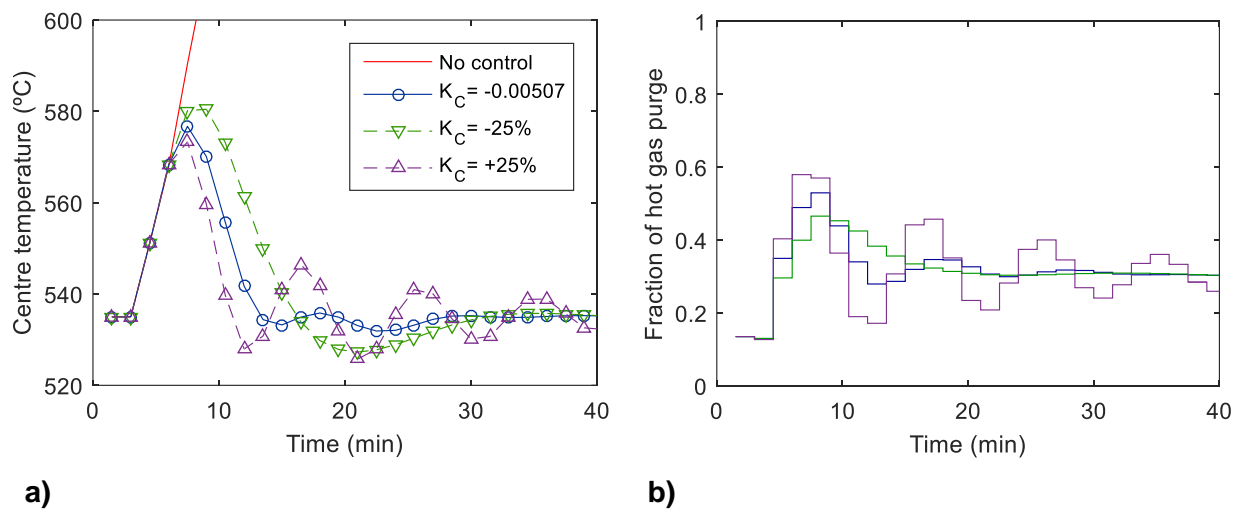 600
580
560
540
520
Centre temperature (ºC)
No control
K_C= -0.00507
K_C= -25%
K_C= +25%
0 10 20 30 40
Time (min)
a)
1
0.8
0.6
0.4
0.2
0
Fraction of hot gas purge
0 10 20 30 40
Time (min)
b)